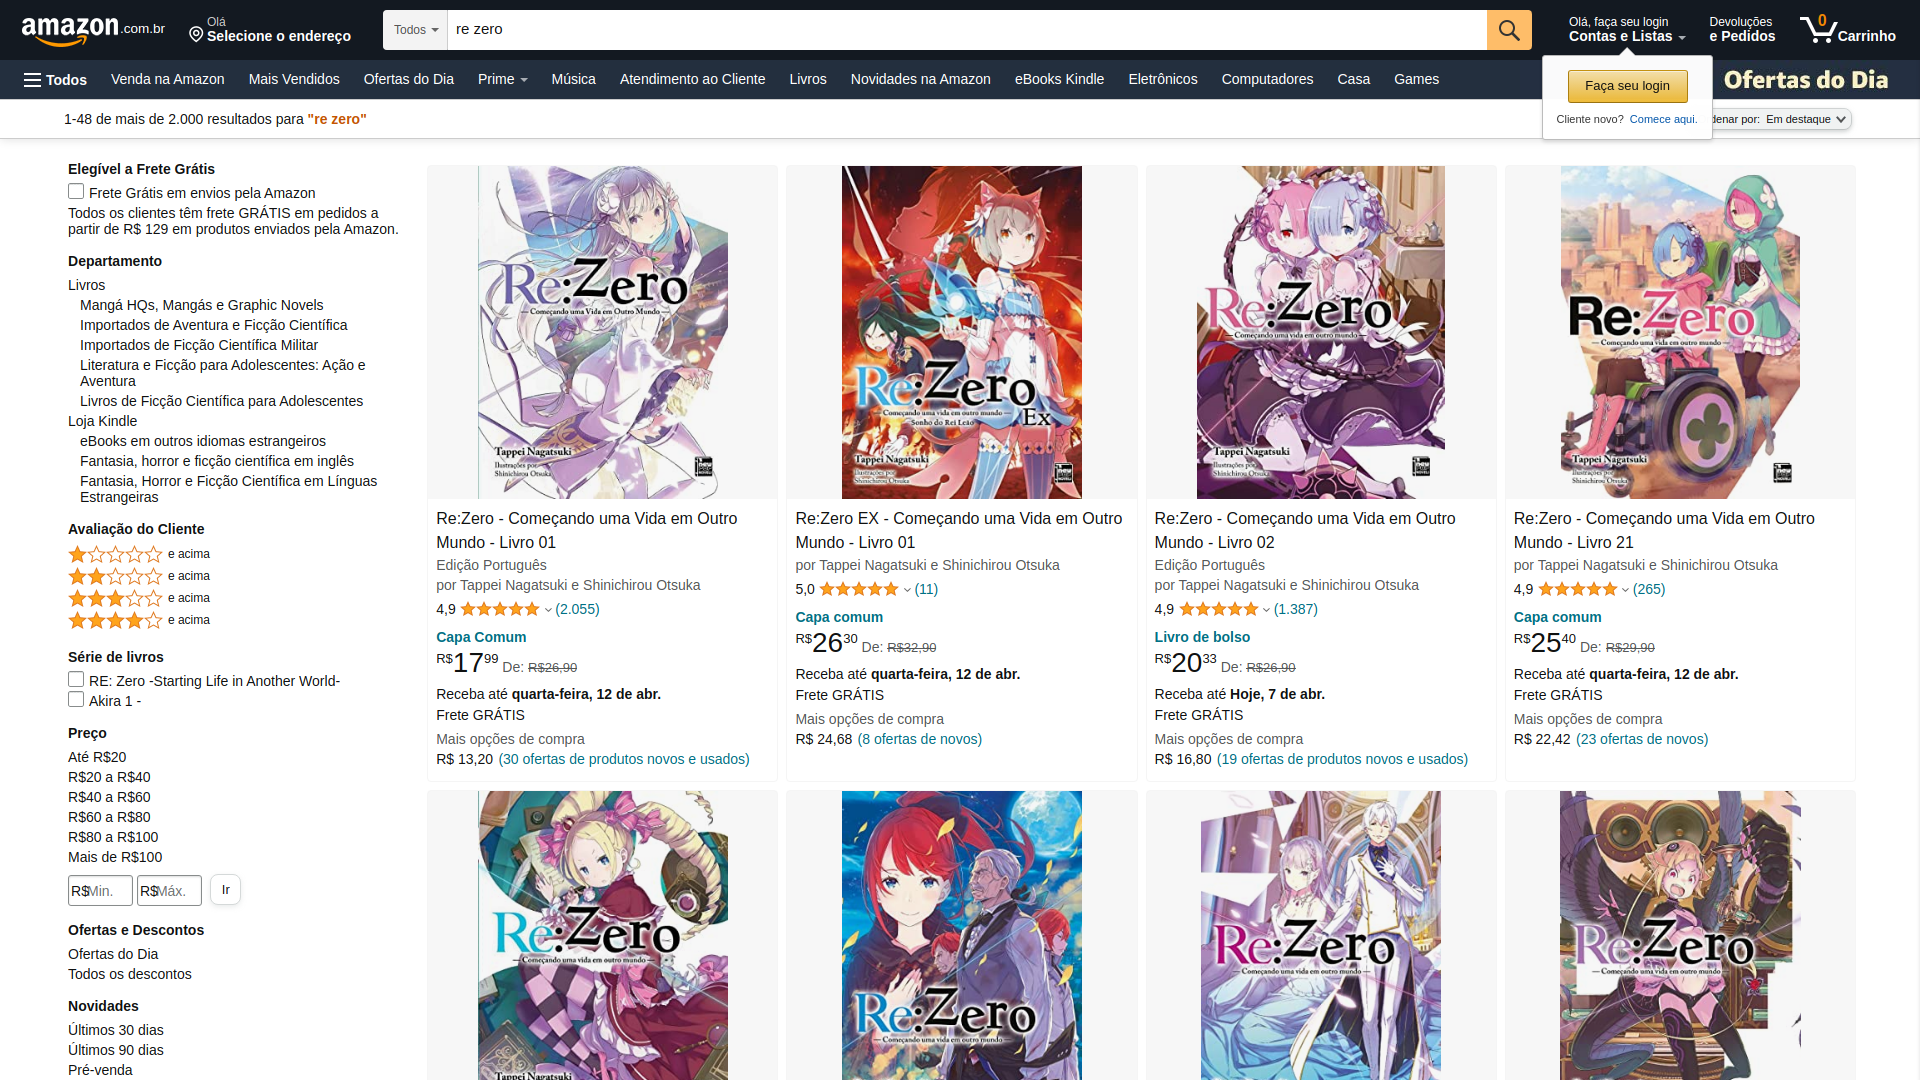 amazon.com.br
Olá
Selecione o endereço
Todos
re zero
Olá, faça seu login
Contas e Listas
Devoluções
e Pedidos
0
Carrinho
Todos
Venda na Amazon
Mais Vendidos
Ofertas do Dia
Prime
Música
Atendimento ao Cliente
Livros
Novidades na Amazon
eBooks Kindle
Eletrônicos
Computadores
Casa
Games
Ofertas do Dia
Faça seu login
Cliente novo? Comece aqui.
1-48 de mais de 2.000 resultados para "re zero"
denar por: Em destaque
Elegível a Frete Grátis
Frete Grátis em envios pela Amazon
Todos os clientes têm frete GRÁTIS em pedidos a
partir de R$ 129 em produtos enviados pela Amazon.
Departamento
Livros
Mangá HQs, Mangás e Graphic Novels
Importados de Aventura e Ficção Científica
Importados de Ficção Científica Militar
Literatura e Ficção para Adolescentes: Ação e
Aventura
Livros de Ficção Científica para Adolescentes
Loja Kindle
eBooks em outros idiomas estrangeiros
Fantasia, horror e ficção científica em inglês
Fantasia, Horror e Ficção Científica em Línguas
Estrangeiras
Avaliação do Cliente
e acima
e acima
e acima
e acima
Série de livros
RE: Zero -Starting Life in Another World-
Akira 1 -
Preço
Até R$20
R$20 a R$40
R$40 a R$60
R$60 a R$80
R$80 a R$100
Mais de R$100
R$ Min.
R$ Máx.
Ir
Ofertas e Descontos
Ofertas do Dia
Todos os descontos
Novidades
Últimos 30 dias
Últimos 90 dias
Pré-venda
Re:Zero
Começando uma Vida em Outro Mundo
Tappei Nagatsuki
Ilustrações por
Shinichirou Otsuka
Re:Zero - Começando uma Vida em Outro
Mundo - Livro 01
Edição Português
por Tappei Nagatsuki e Shinichirou Otsuka
4,9 (2.055)
Capa Comum
R$17 99 De: R$26,90
Receba até quarta-feira, 12 de abr.
Frete GRÁTIS
Mais opções de compra
R$ 13,20 (30 ofertas de produtos novos e usados)
Re:Zero
Começando uma vida em outro mundo
Ex
Sonho do Rei Leão
Tappei Nagatsuki
Ilustrações por
Shinichirou Otsuka
Re:Zero EX - Começando uma Vida em Outro
Mundo - Livro 01
por Tappei Nagatsuki e Shinichirou Otsuka
5,0 (11)
Capa comum
R$26 30 De: R$32,90
Receba até quarta-feira, 12 de abr.
Frete GRÁTIS
Mais opções de compra
R$ 24,68 (8 ofertas de novos)
Re:Zero
Começando uma vida em outro mundo
Tappei Nagatsuki
Ilustrações por
Shinichirou Otsuka
Re:Zero - Começando uma Vida em Outro
Mundo - Livro 02
Edição Português
por Tappei Nagatsuki e Shinichirou Otsuka
4,9 (1.387)
Livro de bolso
R$20 33 De: R$26,90
Receba até Hoje, 7 de abr.
Frete GRÁTIS
Mais opções de compra
R$ 16,80 (19 ofertas de produtos novos e usados)
Re:Zero
Começando uma vida em outro mundo
Tappei Nagatsuki
Ilustrações por
Shinichirou Otsuka
Re:Zero - Começando uma Vida em Outro
Mundo - Livro 21
por Tappei Nagatsuki e Shinichirou Otsuka
4,9 (265)
Capa comum
R$25 40 De: R$29,90
Receba até quarta-feira, 12 de abr.
Frete GRÁTIS
Mais opções de compra
R$ 22,42 (23 ofertas de novos)
Re:Zero
Começando uma vida em outro mundo
Tappei Nagatsuki
Re:Zero
Começando uma vida em outro mundo
Re:Zero
Começando uma vida em outro mundo
Re:Zero
Começando uma vida em outro mundo